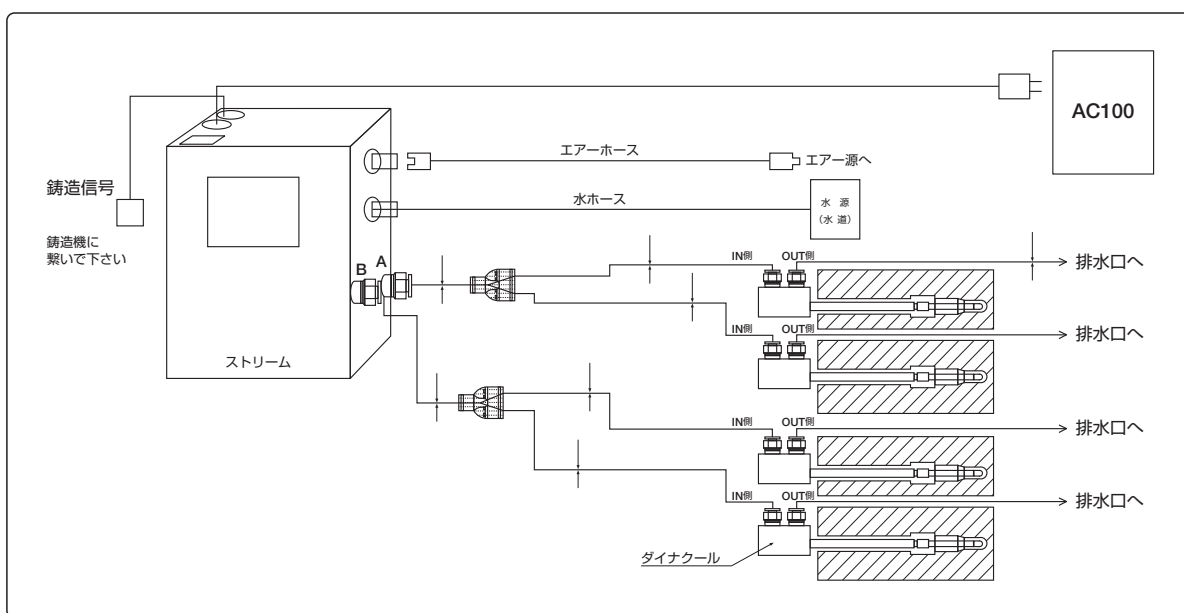 AC100
エアーホース
エアー源へ
鋳造信号
水ホース
水 源
(水 道)
鋳造機に
繋いで下さい
B
A
IN側
OUT側
排水口へ
IN側
OUT側
排水口へ
ストリーム
IN側
OUT側
排水口へ
IN側
OUT側
排水口へ
ダイナクール